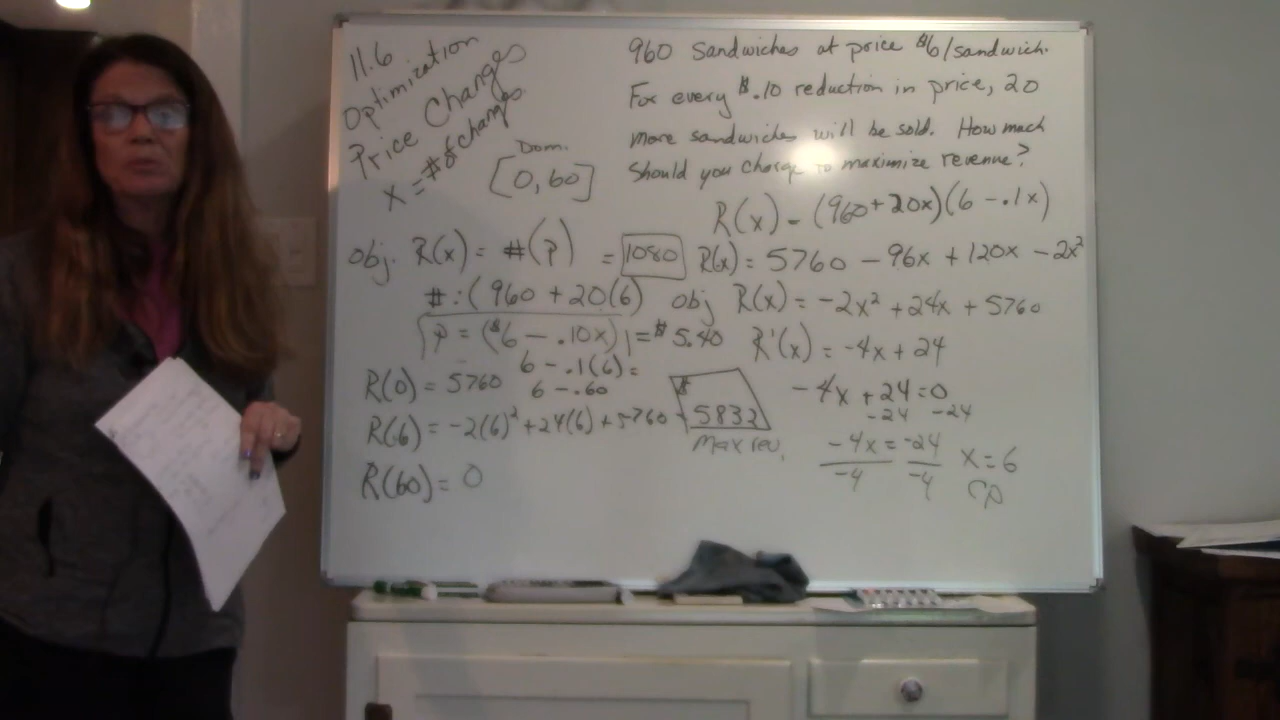 11.6
Optimization
Price Changes
x = # of changes
Dom.
[0, 60]
960 Sandwiches at price $6/sandwich.
For every $.10 reduction in price, 20
more sandwiches will be sold. How much
should you charge to maximize revenue?
R(x) = (960+20x)(6-.1x)
obj. R(x) = #(p) = 1080
R(x) = 5760 - 96x + 120x - 2x²
#: (960 + 20(6)
obj R(x) = -2x² + 24x + 5760
P = ($6 - .10x) = $5.40
R'(x) = -4x + 24
6 - .1(6) =
R(0) = 5760
6 - .60
-4x + 24 = 0
-24 -24
R(6) = -2(6)² + 24(6) + 5760 = $5832
Max rev.
-4x = -24
-4 -4
x = 6
cp
R(60) = 0